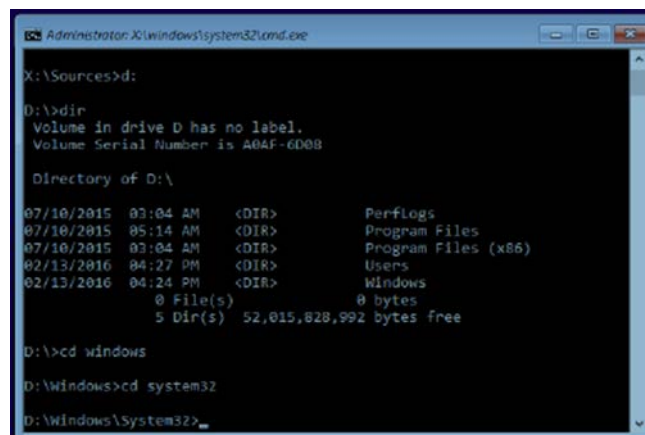 Administrator: X:\windows\system32\cmd.exe
X:\Sources>d:
D:\>dir
Volume in drive D has no label.
Volume Serial Number is A0AF-6D08
Directory of D:\
07/10/2015 03:04 AM <DIR> PerfLogs
07/10/2015 05:14 AM <DIR> Program Files
07/10/2015 03:04 AM <DIR> Program Files (x86)
02/13/2016 04:27 PM <DIR> Users
02/13/2016 04:24 PM <DIR> Windows
0 File(s) 0 bytes
5 Dir(s) 52,015,828,992 bytes free
D:\>cd windows
D:\Windows>cd system32
D:\Windows\System32>_